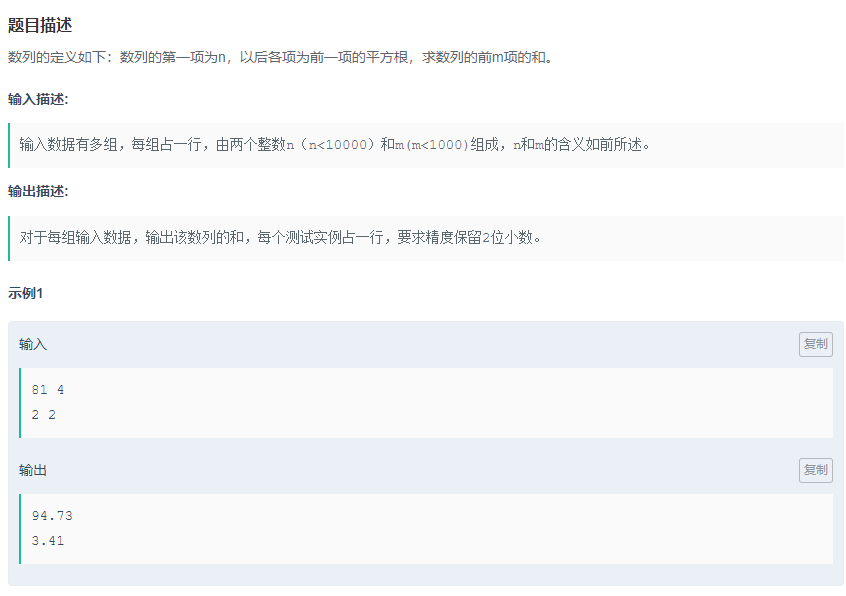 题目描述
数列的定义如下：数列的第一项为n，以后各项为前一项的平方根，求数列的前m项的和。
输入描述:
输入数据有多组，每组占一行，由两个整数n（n<10000）和m(m<1000)组成，n和m的含义如前所述。
输出描述:
对于每组输入数据，输出该数列的和，每个测试实例占一行，要求精度保留2位小数。
示例1
输入
复制
81 4
2 2
输出
复制
94.73
3.41